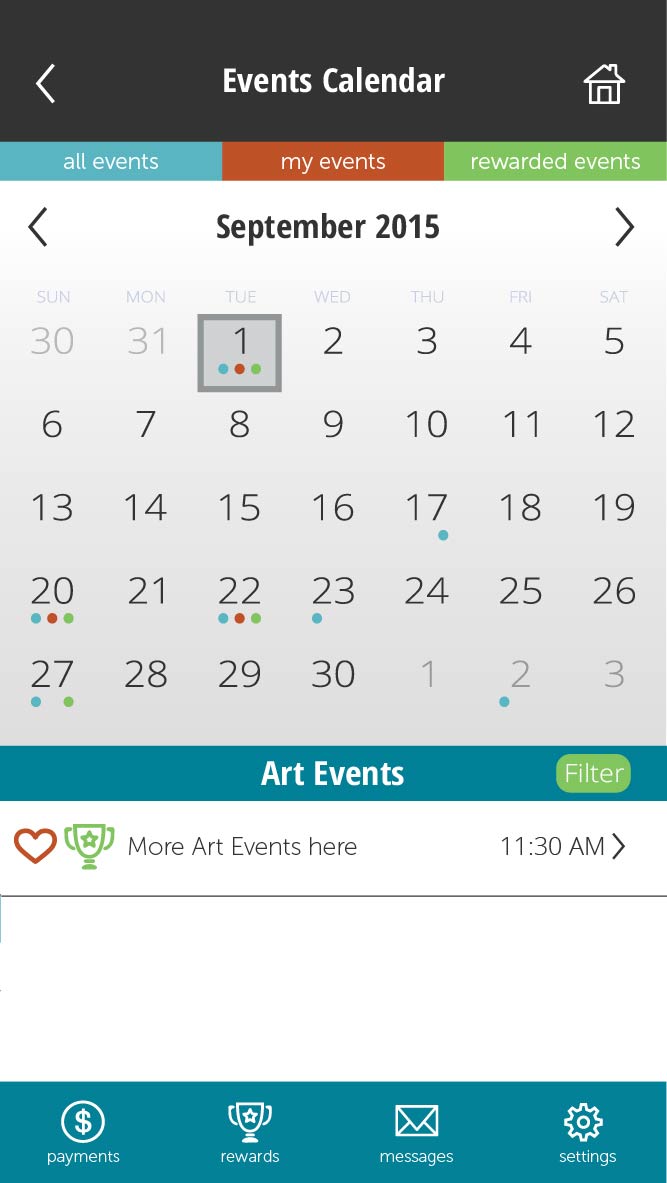 Events Calendar
all events my events rewarded events
September 2015
SUN MON TUE WED THU FRI SAT
30 31 1 2 3 4 5
6 7 8 9 10 11 12
13 14 15 16 17 18 19
20 21 22 23 24 25 26
27 28 29 30 1 2 3
Art Events Filter
More Art Events here 11:30 AM
$
payments rewards messages settings